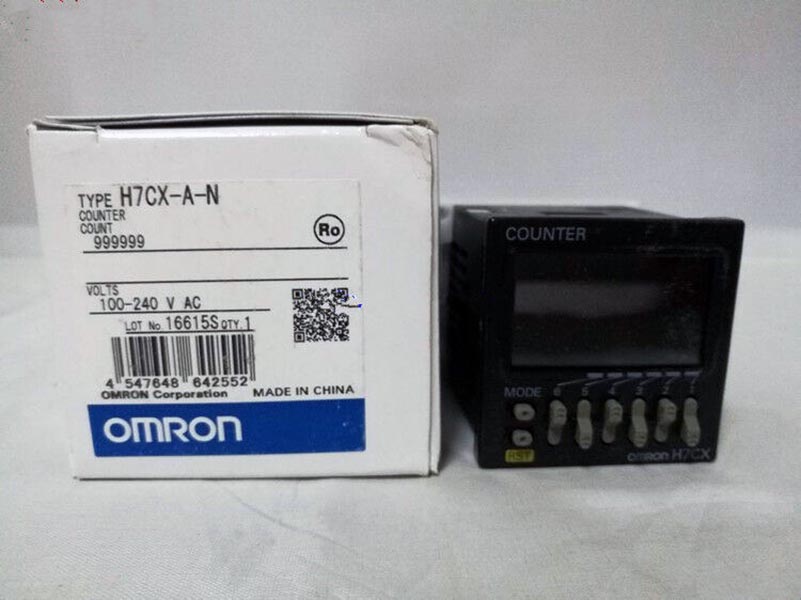 TYPE H7CX-A-N
COUNTER
COUNT
999999
Ro
VOLTS
100-240 V AC
LOT No. 16615S QTY. 1
4 547648 642552
OMRON Corporation MADE IN CHINA
OMRON
COUNTER
MODE 6 5 4 3 2 1
RST
OMRON H7CX